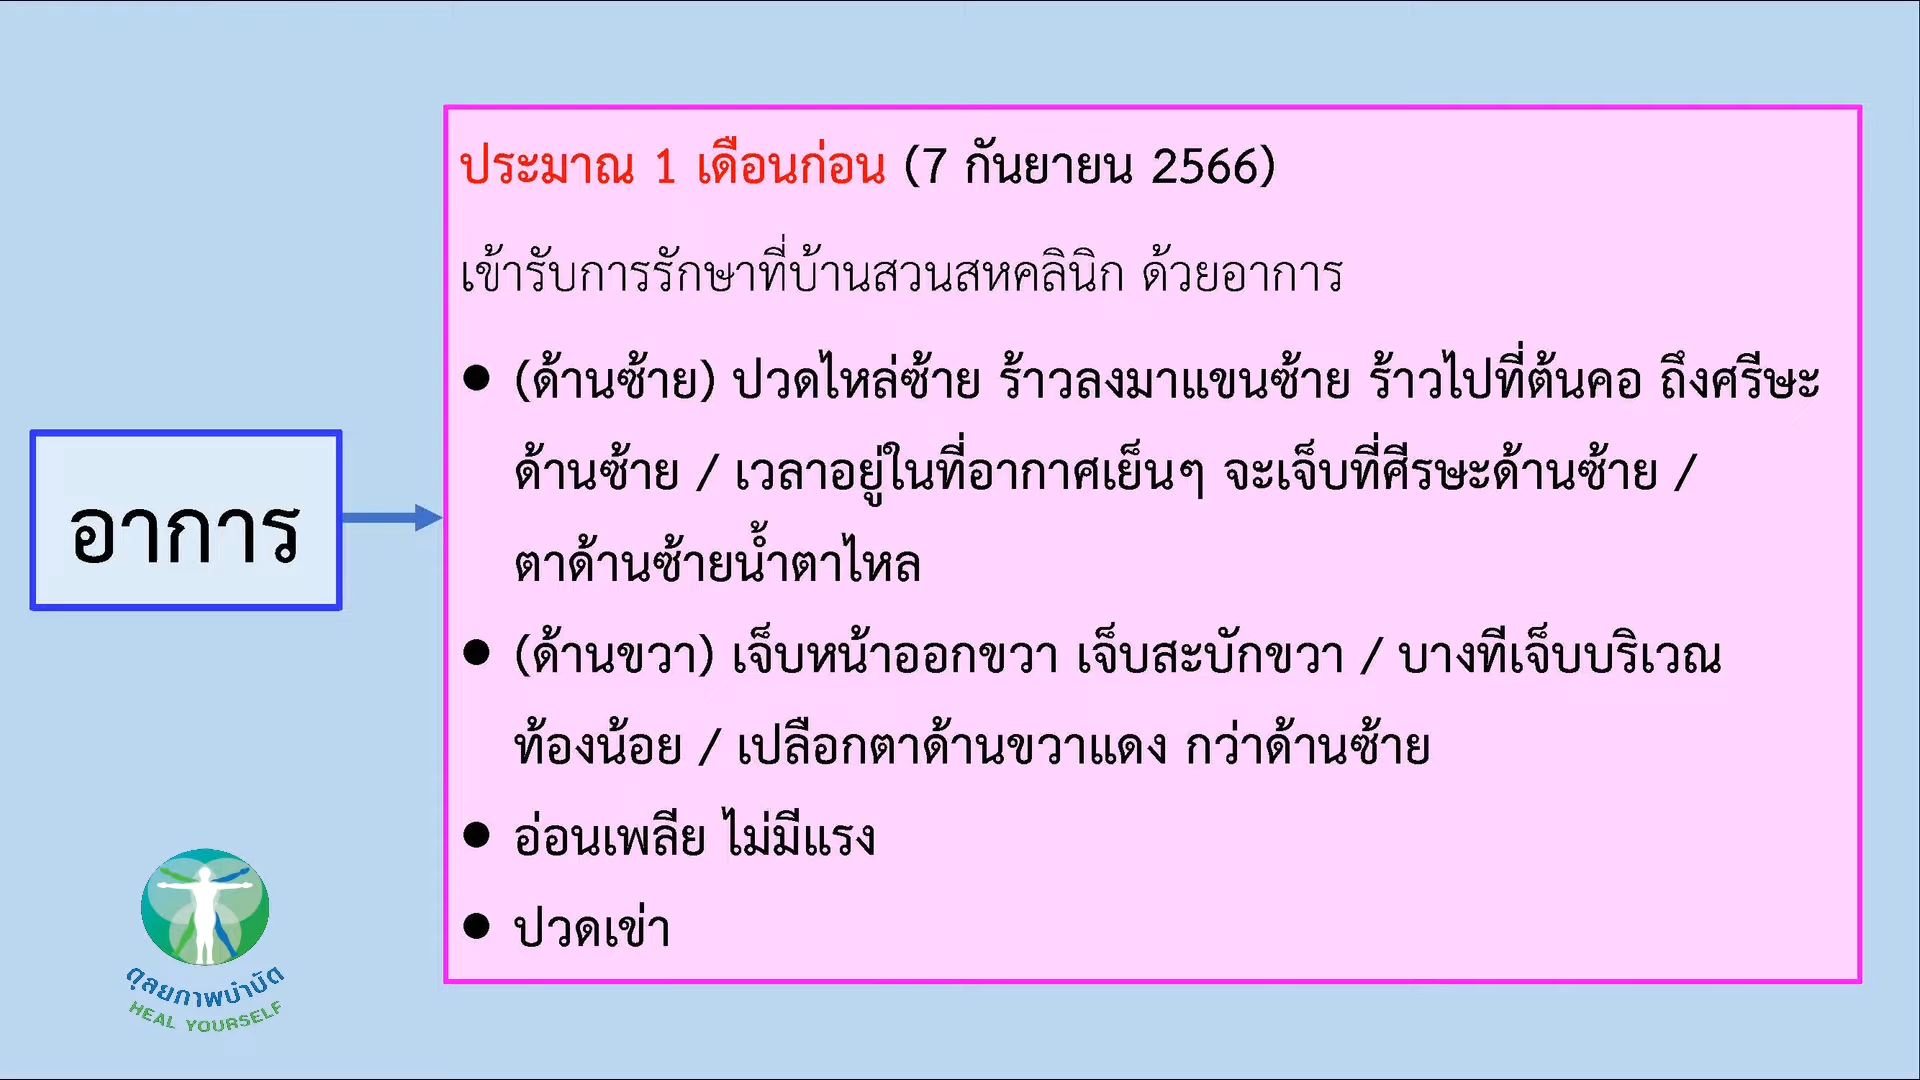 ประมาณ 1 เดือนก่อน (7 กันยายน 2566)
เข้ารับการรักษาที่บ้านสวนสหคลินิก ด้วยอาการ
● (ด้านซ้าย) ปวดไหล่ซ้าย ร้าวลงมาแขนซ้าย ร้าวไปที่ต้นคอ ถึงศรีษะ
ด้านซ้าย / เวลาอยู่ในที่อากาศเย็นๆ จะเจ็บที่ศีรษะด้านซ้าย /
ตาด้านซ้ายน้ำตาไหล
● (ด้านขวา) เจ็บหน้าออกขวา เจ็บสะบักขวา / บางทีเจ็บบริเวณ
ท้องน้อย / เปลือกตาด้านขวาแดง กว่าด้านซ้าย
● อ่อนเพลีย ไม่มีแรง
● ปวดเข่า
อาการ
ดุลยภาพบำบัด
HEAL YOURSELF